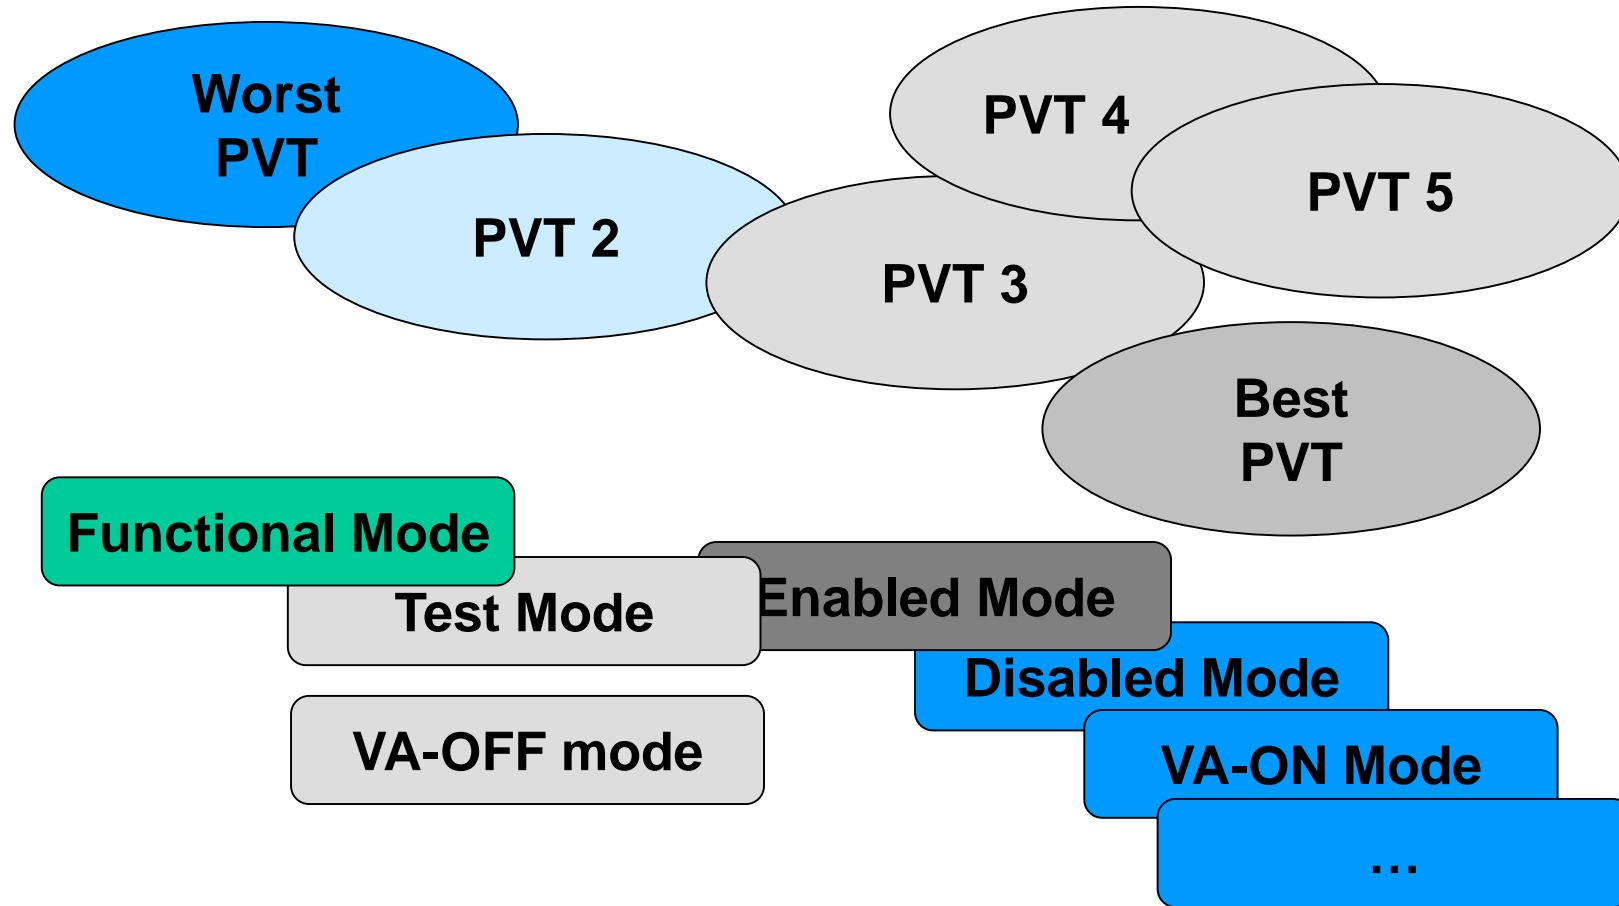 Worst
PVT
PVT 2
PVT 3
PVT 4
PVT 5
Best
PVT
Functional Mode
Test Mode
Enabled Mode
Disabled Mode
VA-OFF mode
VA-ON Mode
…